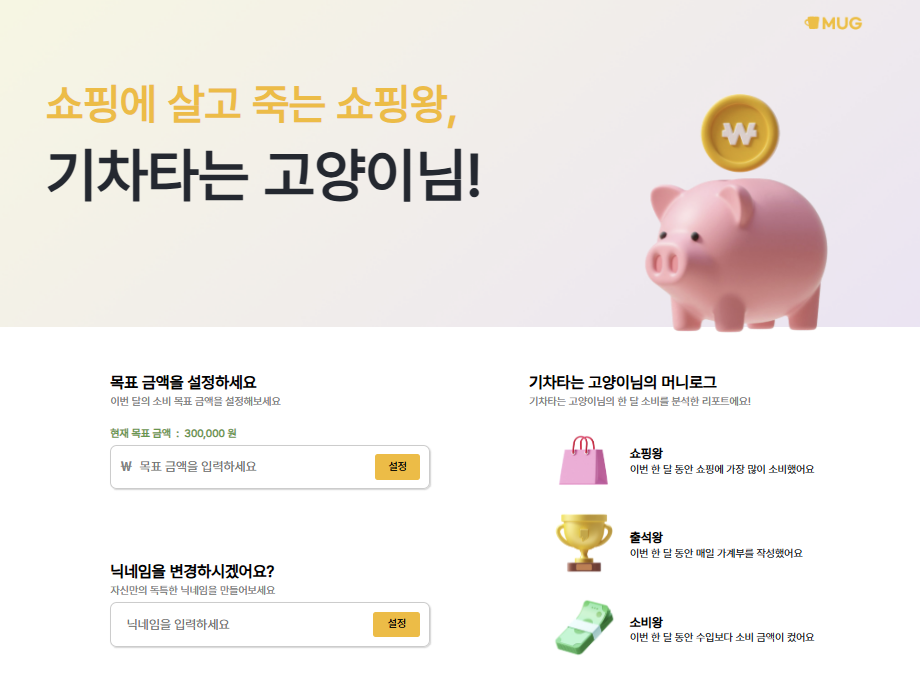 MUG
쇼핑에 살고 죽는 쇼핑왕,
기차타는 고양이님!
₩
목표 금액을 설정하세요
이번 달의 소비 목표 금액을 설정해보세요
현재 목표 금액 : 300,000 원
₩ 목표 금액을 입력하세요
설정
닉네임을 변경하시겠어요?
자신만의 독특한 닉네임을 만들어보세요
닉네임을 입력하세요
설정
기차타는 고양이님의 머니로그
기차타는 고양이님의 한 달 소비를 분석한 리포트예요!
쇼핑왕
이번 한 달 동안 쇼핑에 가장 많이 소비했어요
출석왕
이번 한 달 동안 매일 가계부를 작성했어요
소비왕
이번 한 달 동안 수입보다 소비 금액이 컸어요